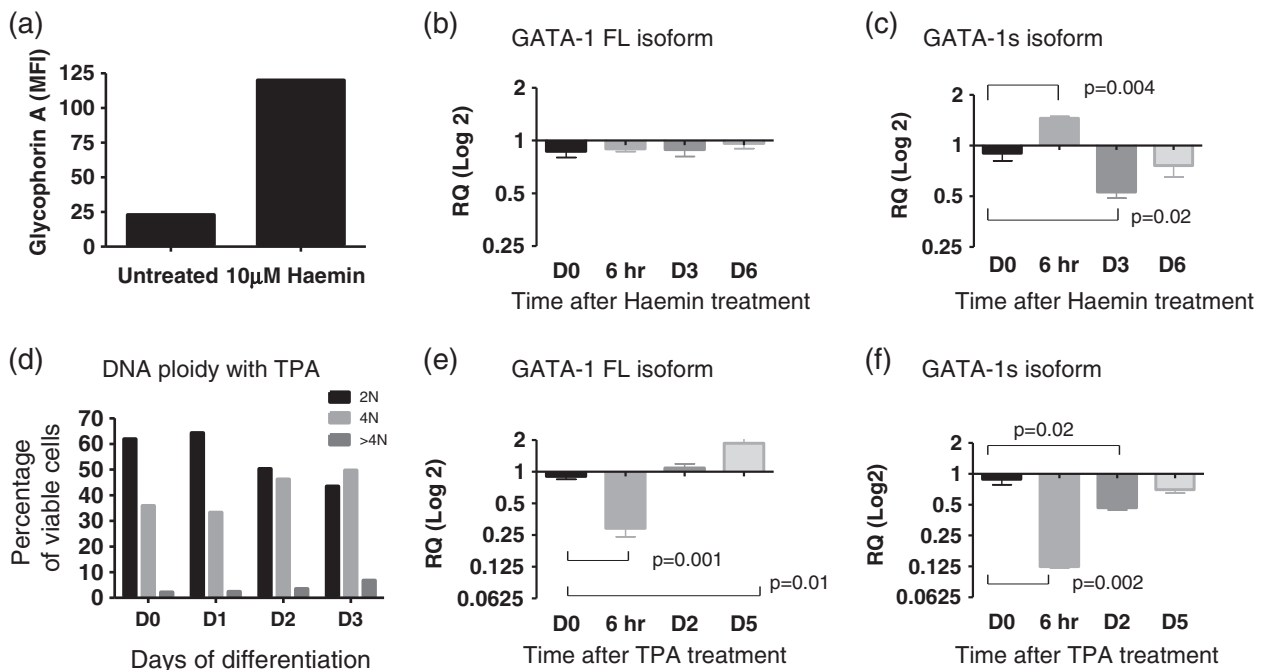 (a)
Glycophorin A (MFI)
125
100
75
50
25
0
Untreated 10μM Haemin
(b)
GATA-1 FL isoform
RQ (Log 2)
2
1
0.5
0.25
D0 6 hr D3 D6
Time after Haemin treatment
(c)
GATA-1s isoform
RQ (Log 2)
2
1
0.5
0.25
p=0.004
p=0.02
D0 6 hr D3 D6
Time after Haemin treatment
(d)
DNA ploidy with TPA
2N
4N
>4N
Percentage
of viable cells
70
60
50
40
30
20
10
0
D0 D1 D2 D3
Days of differentiation
(e)
GATA-1 FL isoform
RQ (Log 2)
2
1
0.5
0.25
0.125
0.0625
p=0.001
p=0.01
D0 6 hr D2 D5
Time after TPA treatment
(f)
GATA-1s isoform
RQ (Log2)
2
1
0.5
0.25
0.125
0.0625
p=0.02
p=0.002
D0 6 hr D2 D5
Time after TPA treatment